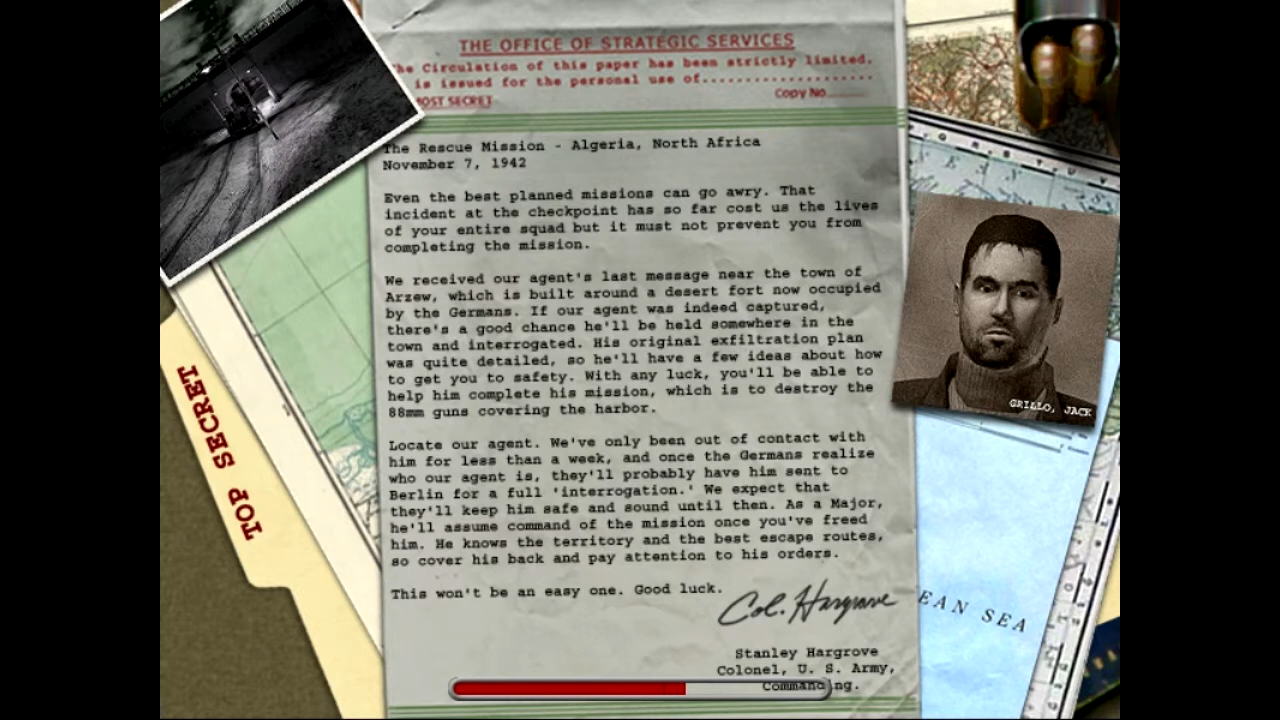 THE OFFICE OF STRATEGIC SERVICES
he Circulation of this paper has been strictly limited.
is issued for the personal use of....................
OST SECRET
Copy No.......
The Rescue Mission - Algeria, North Africa
November 7, 1942
Even the best planned missions can go awry. That
incident at the checkpoint has so far cost us the lives
of your entire squad but it must not prevent you from
completing the mission.
We received our agent's last message near the town of
Arzew, which is built around a desert fort now occupied
by the Germans. If our agent was indeed captured,
there's a good chance he'll be held somewhere in the
town and interrogated. His original exfiltration plan
was quite detailed, so he'll have a few ideas about how
to get you to safety. With any luck, you'll be able to
help him complete his mission, which is to destroy the
88mm guns covering the harbor.
Locate our agent. We've only been out of contact with
him for less than a week, and once the Germans realize
who our agent is, they'll probably have him sent to
Berlin for a full 'interrogation.' We expect that
they'll keep him safe and sound until then. As a Major,
he'll assume command of the mission once you've freed
him. He knows the territory and the best escape routes,
so cover his back and pay attention to his orders.
This won't be an easy one. Good luck.
Col. Hargrove
Stanley Hargrove
Colonel, U. S. Army,
Commanding.
TOP SECRET
GRILLO, JACK
EAN SEA